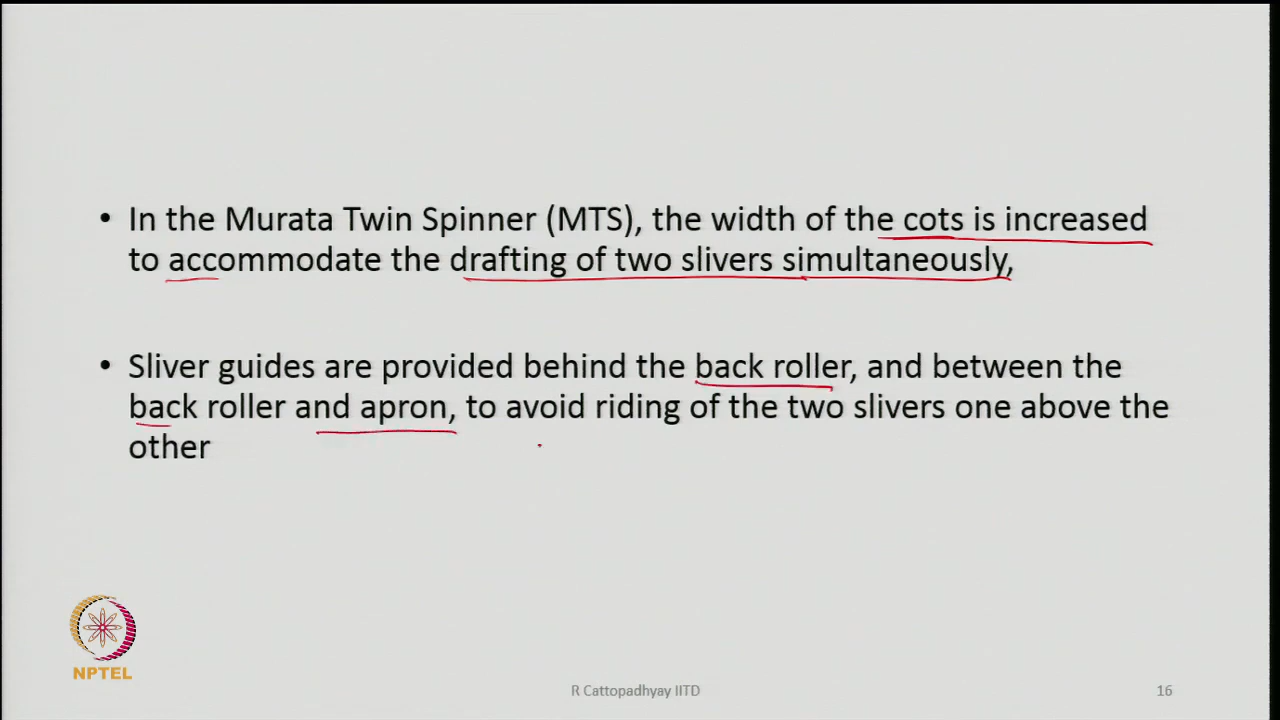 • In the Murata Twin Spinner (MTS), the width of the cots is increased
to accommodate the drafting of two slivers simultaneously,
• Sliver guides are provided behind the back roller, and between the
back roller and apron, to avoid riding of the two slivers one above the
other
NPTEL
R Cattopadhyay IITD
16